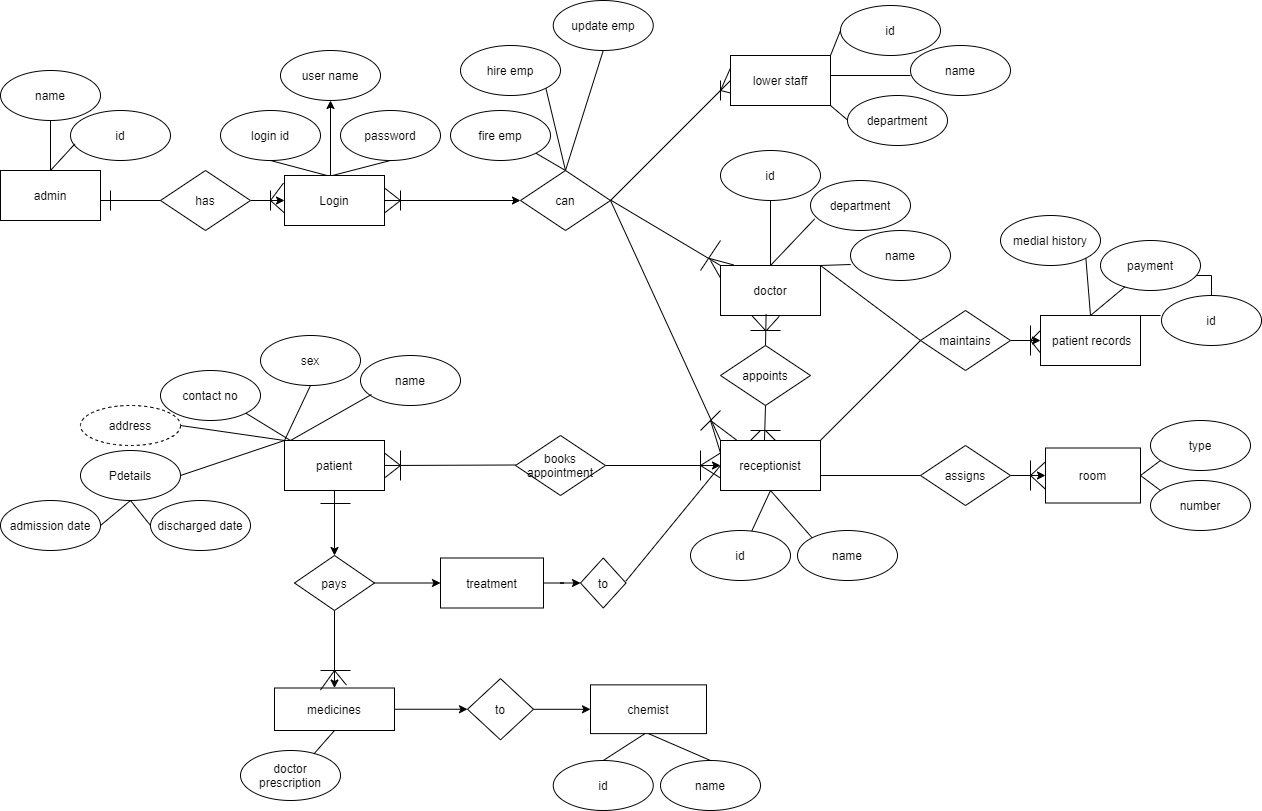 update emp
id
hire emp
name
user name
lower staff
name
id
login id
password
fire emp
department
admin
has
Login
can
id
department
name
medial history
payment
doctor
id
maintains
patient records
sex
name
contact no
appoints
address
Pdetails
patient
books
appointment
receptionist
assigns
room
type
number
admission date
discharged date
id
name
pays
treatment
to
medicines
to
chemist
doctor
prescription
id
name